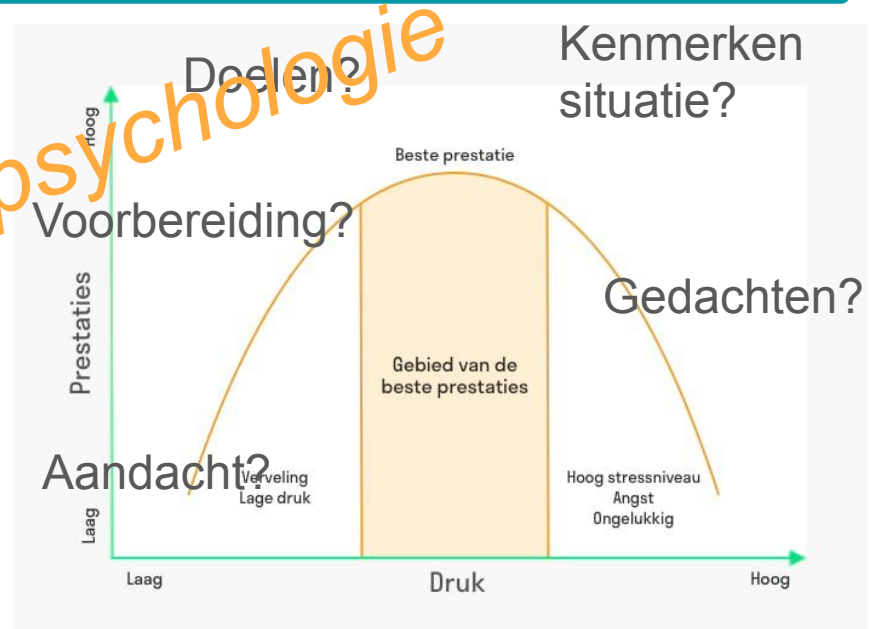 psychologie
Doelen?
Kenmerken
situatie?
Hoog
Beste prestatie
Voorbereiding?
Gedachten?
Prestaties
Gebied van de
beste prestaties
Aandacht?
Verveling
Lage druk
Hoog stressniveau
Angst
Ongelukkig
Laag
Laag
Druk
Hoog